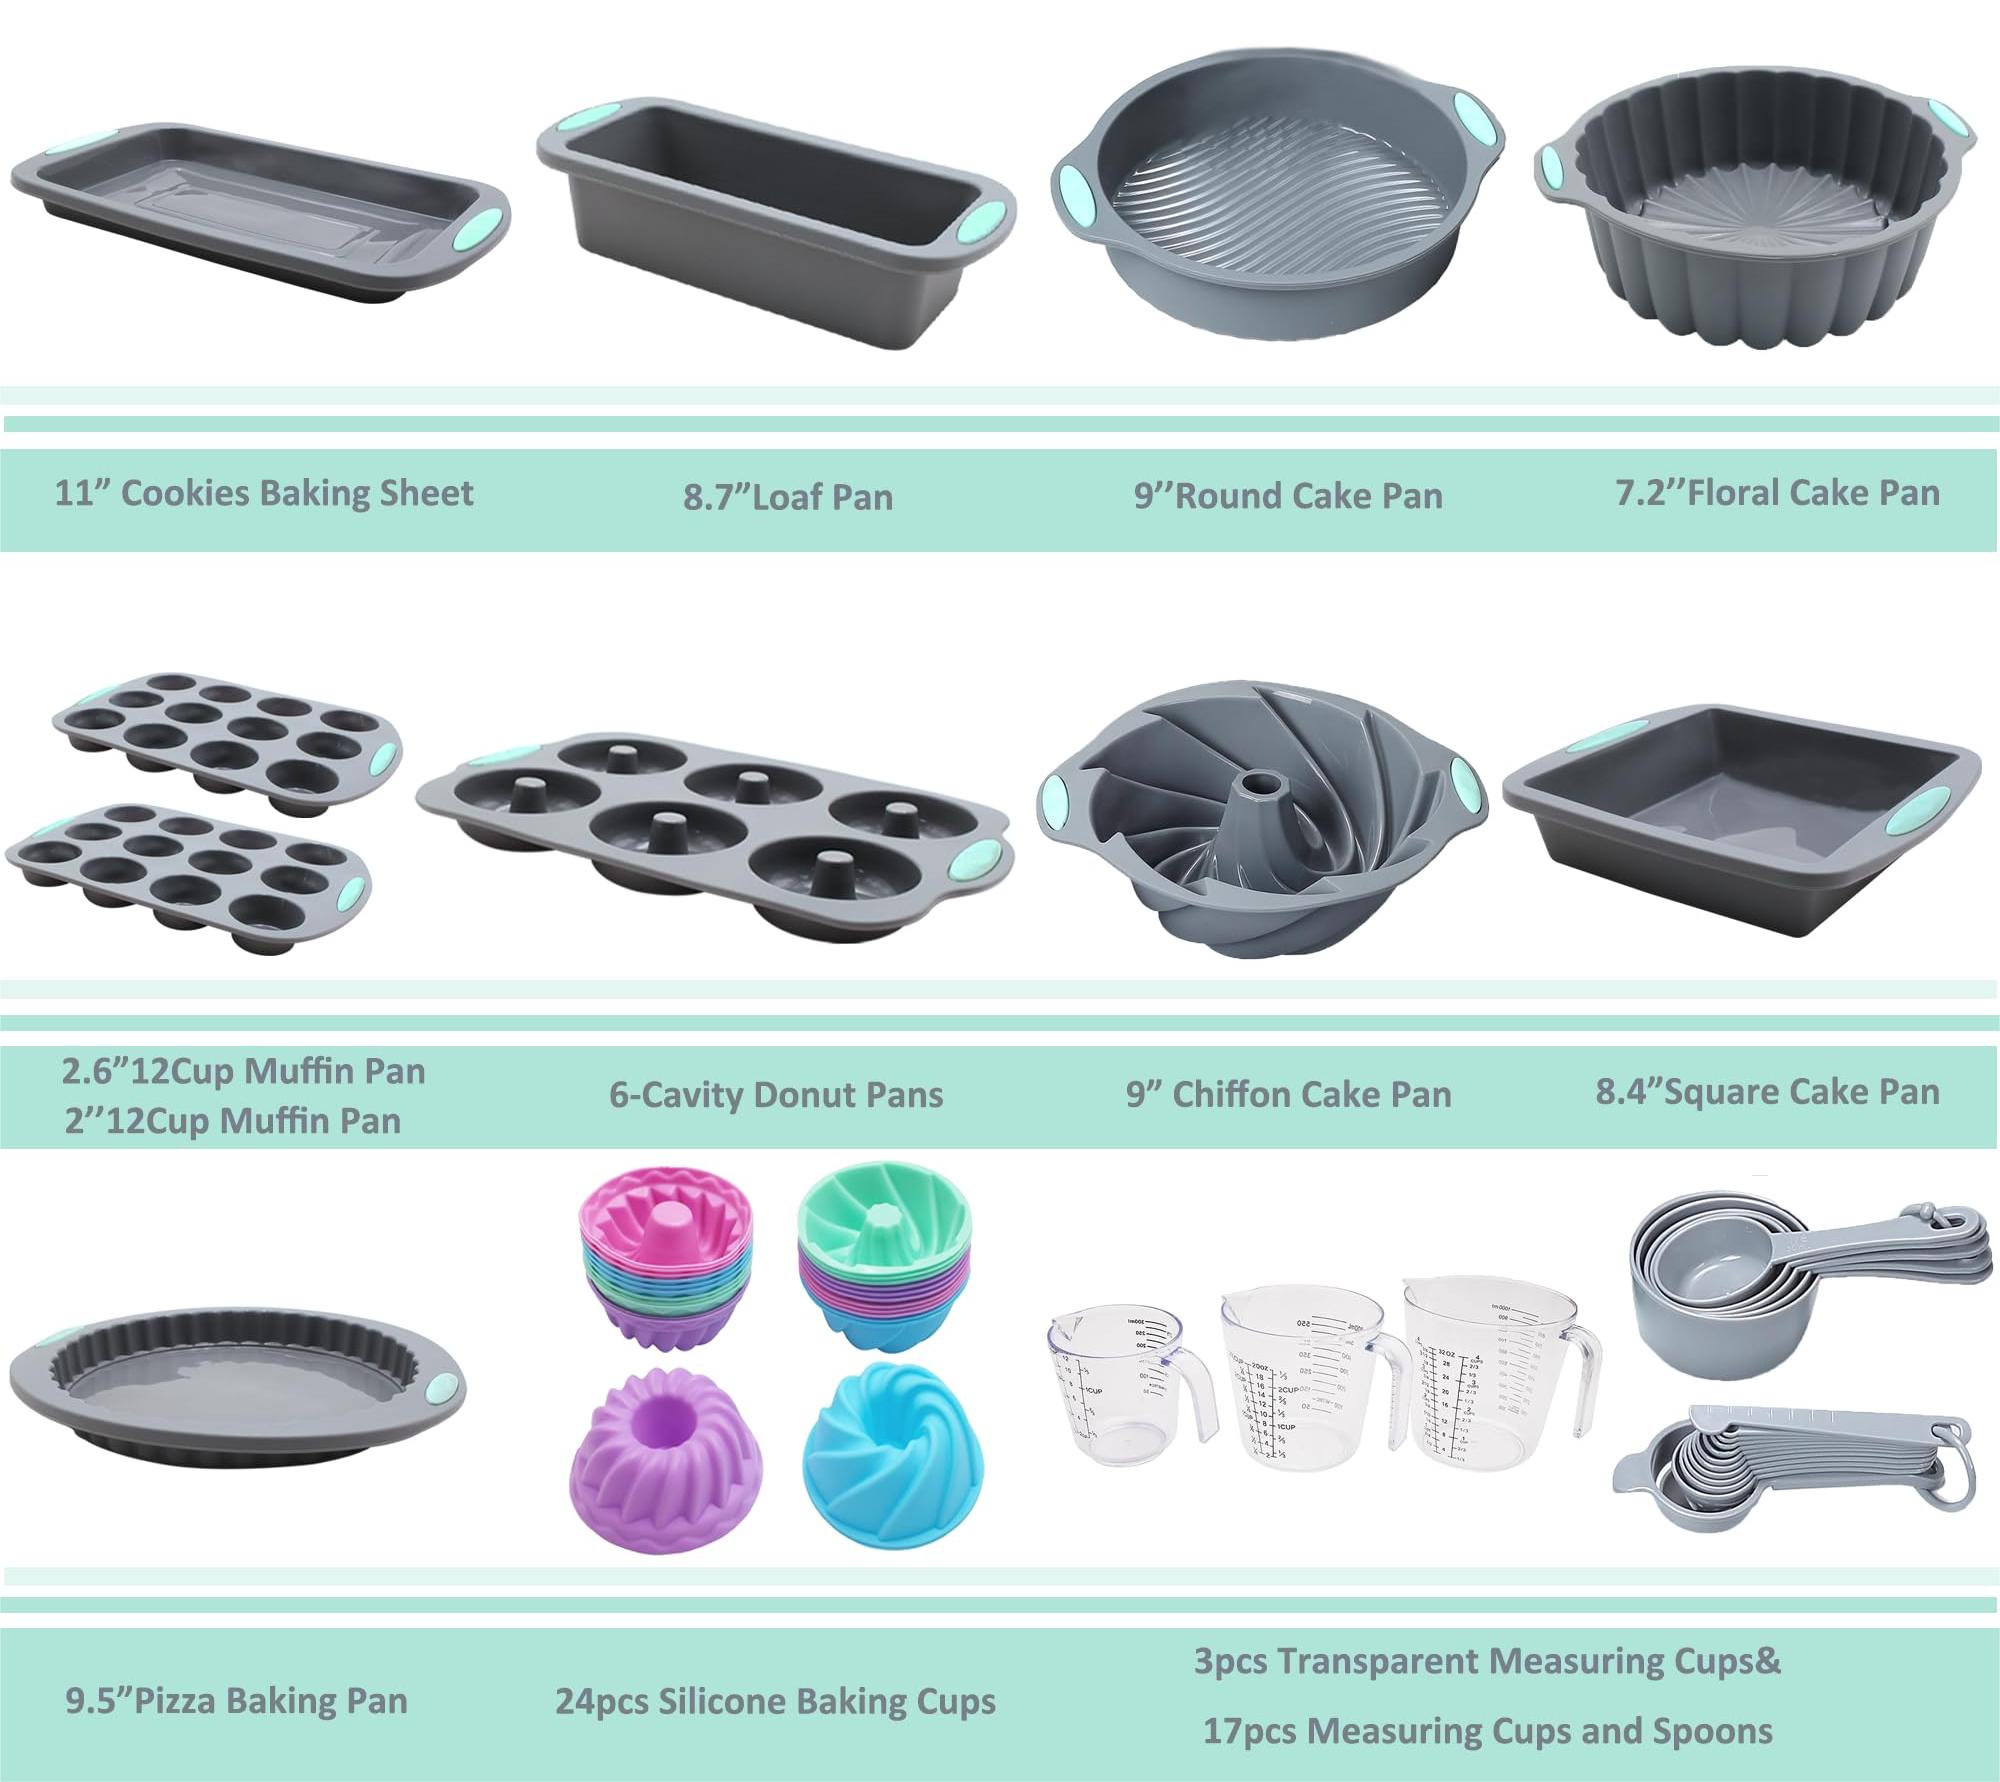 11” Cookies Baking Sheet
8.7”Loaf Pan
9’’Round Cake Pan
7.2’’Floral Cake Pan
2.6”12Cup Muffin Pan
2’’12Cup Muffin Pan
6-Cavity Donut Pans
9” Chiffon Cake Pan
8.4”Square Cake Pan
9.5”Pizza Baking Pan
24pcs Silicone Baking Cups
3pcs Transparent Measuring Cups&
17pcs Measuring Cups and Spoons